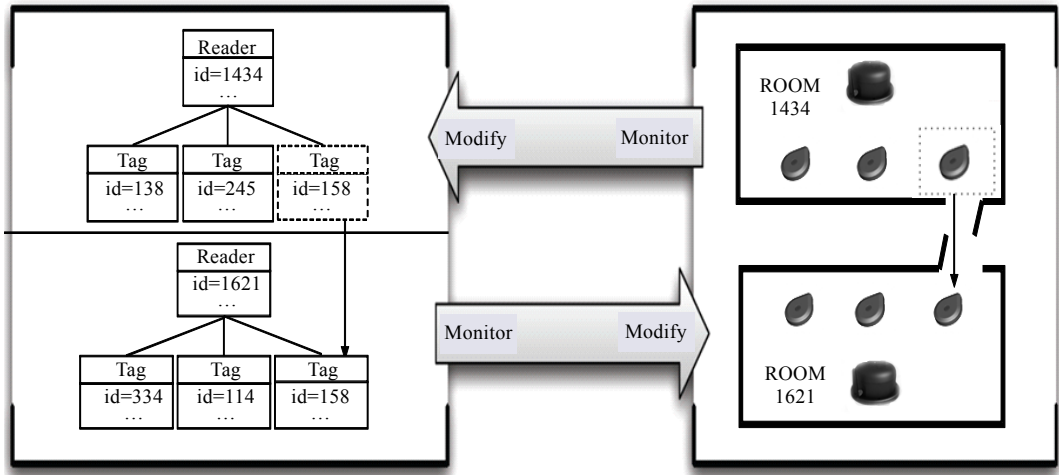 Reader
id=1434
…
Tag
id=138
…
Tag
id=245
…
Tag
id=158
…
Reader
id=1621
…
Tag
id=334
…
Tag
id=114
…
Tag
id=158
…
Modify
Monitor
Monitor
Modify
ROOM
1434
ROOM
1621